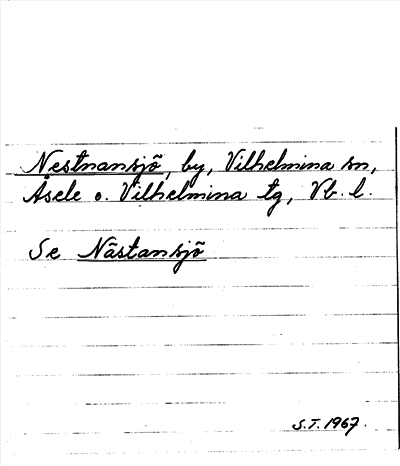 Nestnansjö, by, Vilhelmina sn,
Åsele o. Vilhelmina tg, Vb. l.
Se Nästansjö
S.T. 1967.